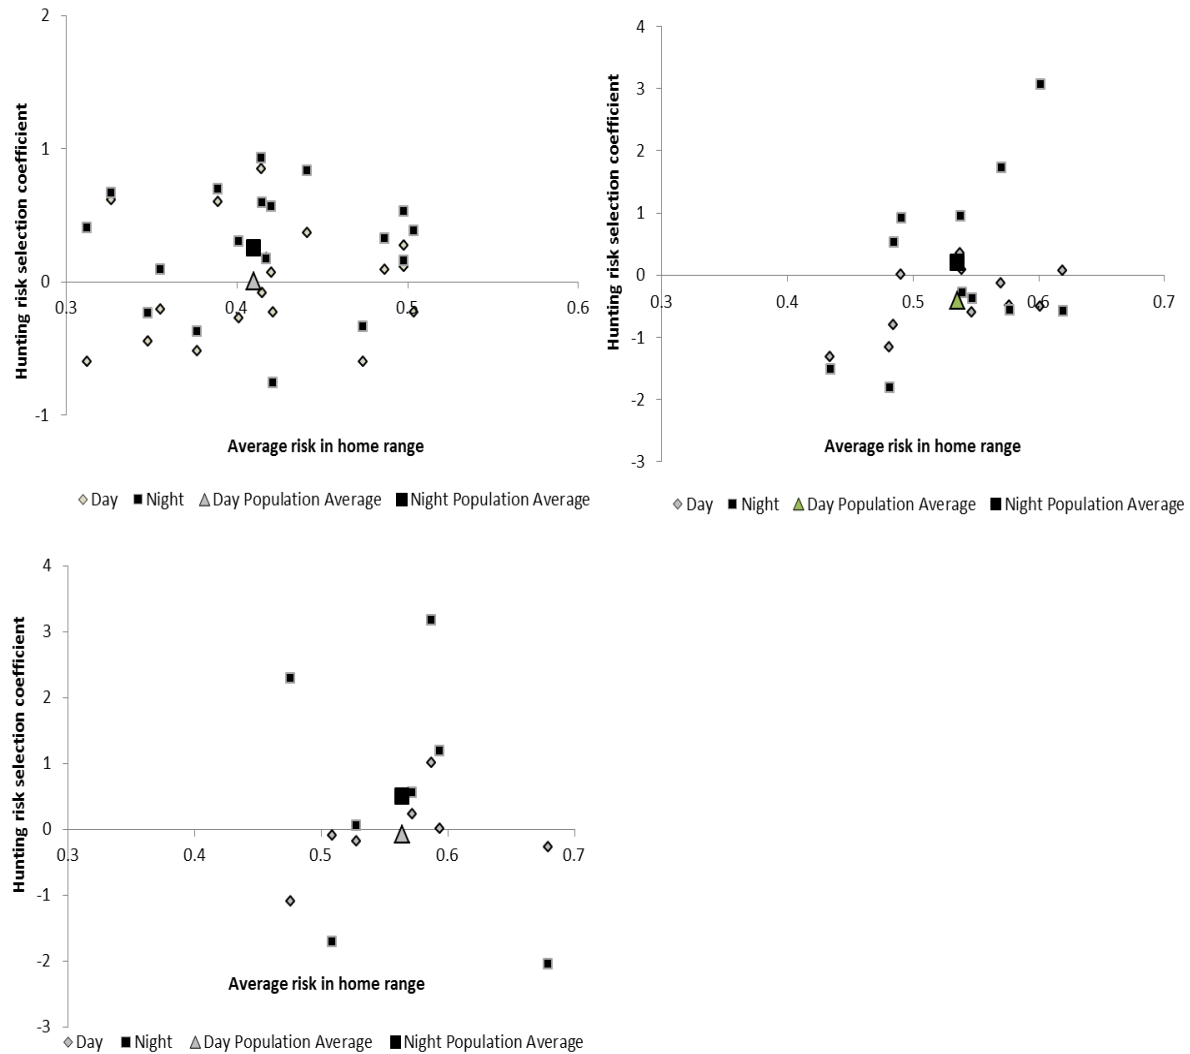 2
1
0
-1
0.3 0.4 0.5 0.6
Hunting risk selection coefficient
Average risk in home range
Day Night Day Population Average Night Population Average
4
3
2
1
0
-1
-2
-3
0.3 0.4 0.5 0.6 0.7
Hunting risk selection coefficient
Average risk in home range
Day Night Day Population Average Night Population Average
4
3
2
1
0
-1
-2
-3
0.3 0.4 0.5 0.6 0.7
Hunting risk selection coefficient
Average risk in home range
Day Night Day Population Average Night Population Average